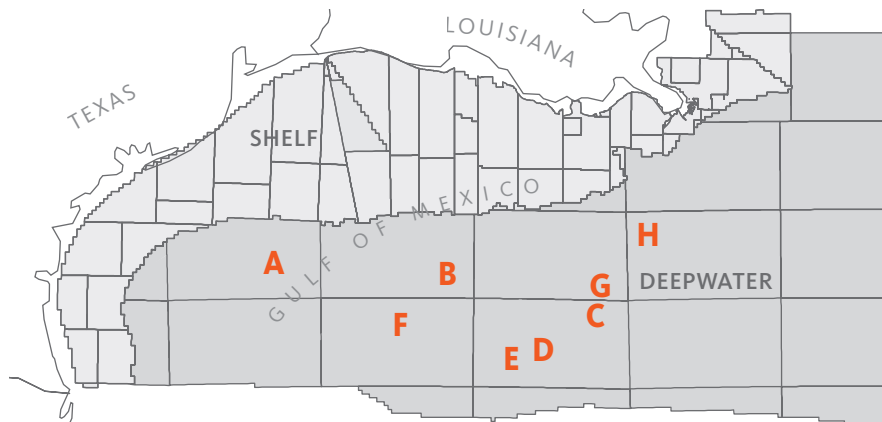 LOUISIANA
TEXAS
SHELF
GULF OF MEXICO
H
A
B
G
DEEPWATER
C
F
D
E